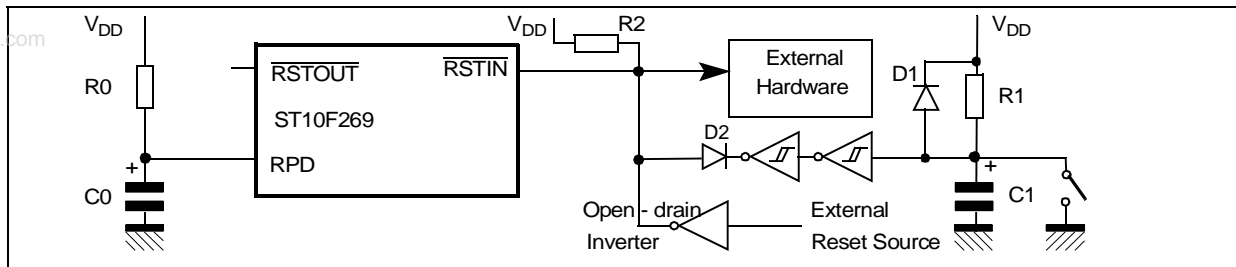 .com
VDD
R0
+
C0
RSTOUT
RSTIN
ST10F269
RPD
VDD
R2
External
Hardware
D2
Open - drain
Inverter
External
Reset Source
D1
VDD
R1
+
C1